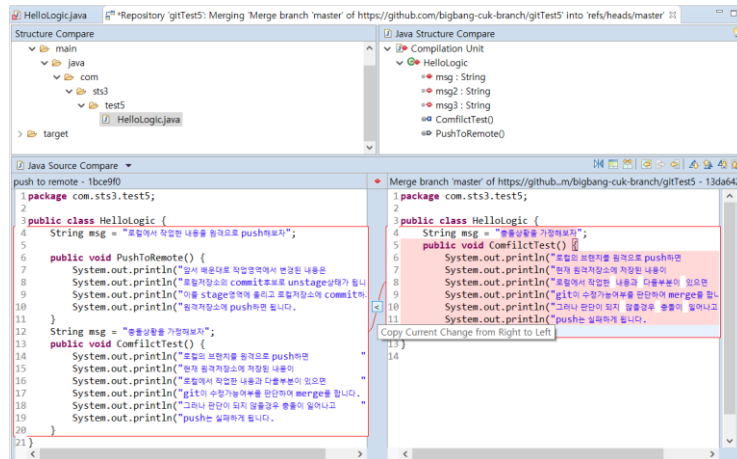 HelloLogic.java
*Repository 'gitTest5': Merging 'Merge branch 'master' of https://github.com/bigbang-cuk-branch/gitTest5' into 'refs/heads/master'
Structure Compare
main
java
com
sts3
test5
HelloLogic.java
target
Java Structure Compare
Compilation Unit
HelloLogic
msg : String
msg2 : String
msg3 : String
ComfilctTest()
PushToRemote()
Java Source Compare
push to remote - 1bce9f0
1 package com.sts3.test5;
2
3 public class HelloLogic {
4 String msg = "로컬에서 작업한 내용을 원격으로 push해보자";
5
6 public void PushToRemote() {
7 System.out.println("앞서 배운대로 작업영역에서 변경된 내용은
8 System.out.println("로컬저장소의 commit후보로 unstage상태가 됩니
9 System.out.println("이를 stage영역에 올리고 로컬저장소에 commit하.
10 System.out.println("원격저장소에 push하면 됩니다.
11 }
12 String msg = "충돌상황을 가정해보자";
13 public void ComfilctTest() {
14 System.out.println("로컬의 브랜치를 원격으로 push하면 "
15 System.out.println("현재 원격저장소에 저장된 내용이 "
16 System.out.println("로컬에서 작업한 내용과 다를부분이 있으면 "
17 System.out.println("git이 수정가능여부를 판단하여 merge를 합니다.
18 System.out.println("그러나 판단이 되지 않을경우 충돌이 일어나고 "
19 System.out.println("push는 실패하게 됩니다.
20 }
21 }
Merge branch 'master' of https://github...m/bigbang-cuk-branch/gitTest5 - 13da642
1 package com.sts3.test5;
2
3 public class HelloLogic {
4 String msg = "충돌상황을 가정해보자";
5 public void ComfilctTest() {
6 System.out.println("로컬의 브랜치를 원격으로 push하면
7 System.out.println("현재 원격저장소에 저장된 내용이
8 System.out.println("로컬에서 작업한 내용과 다를부분이 있으면
9 System.out.println("git이 수정가능여부를 판단하여 merge를 합니
10 System.out.println("그러나 판단이 되지 않을경우 충돌이 일어나고
11 System.out.println("push는 실패하게 됩니다.
Copy Current Change from Right to Left
13 }
14